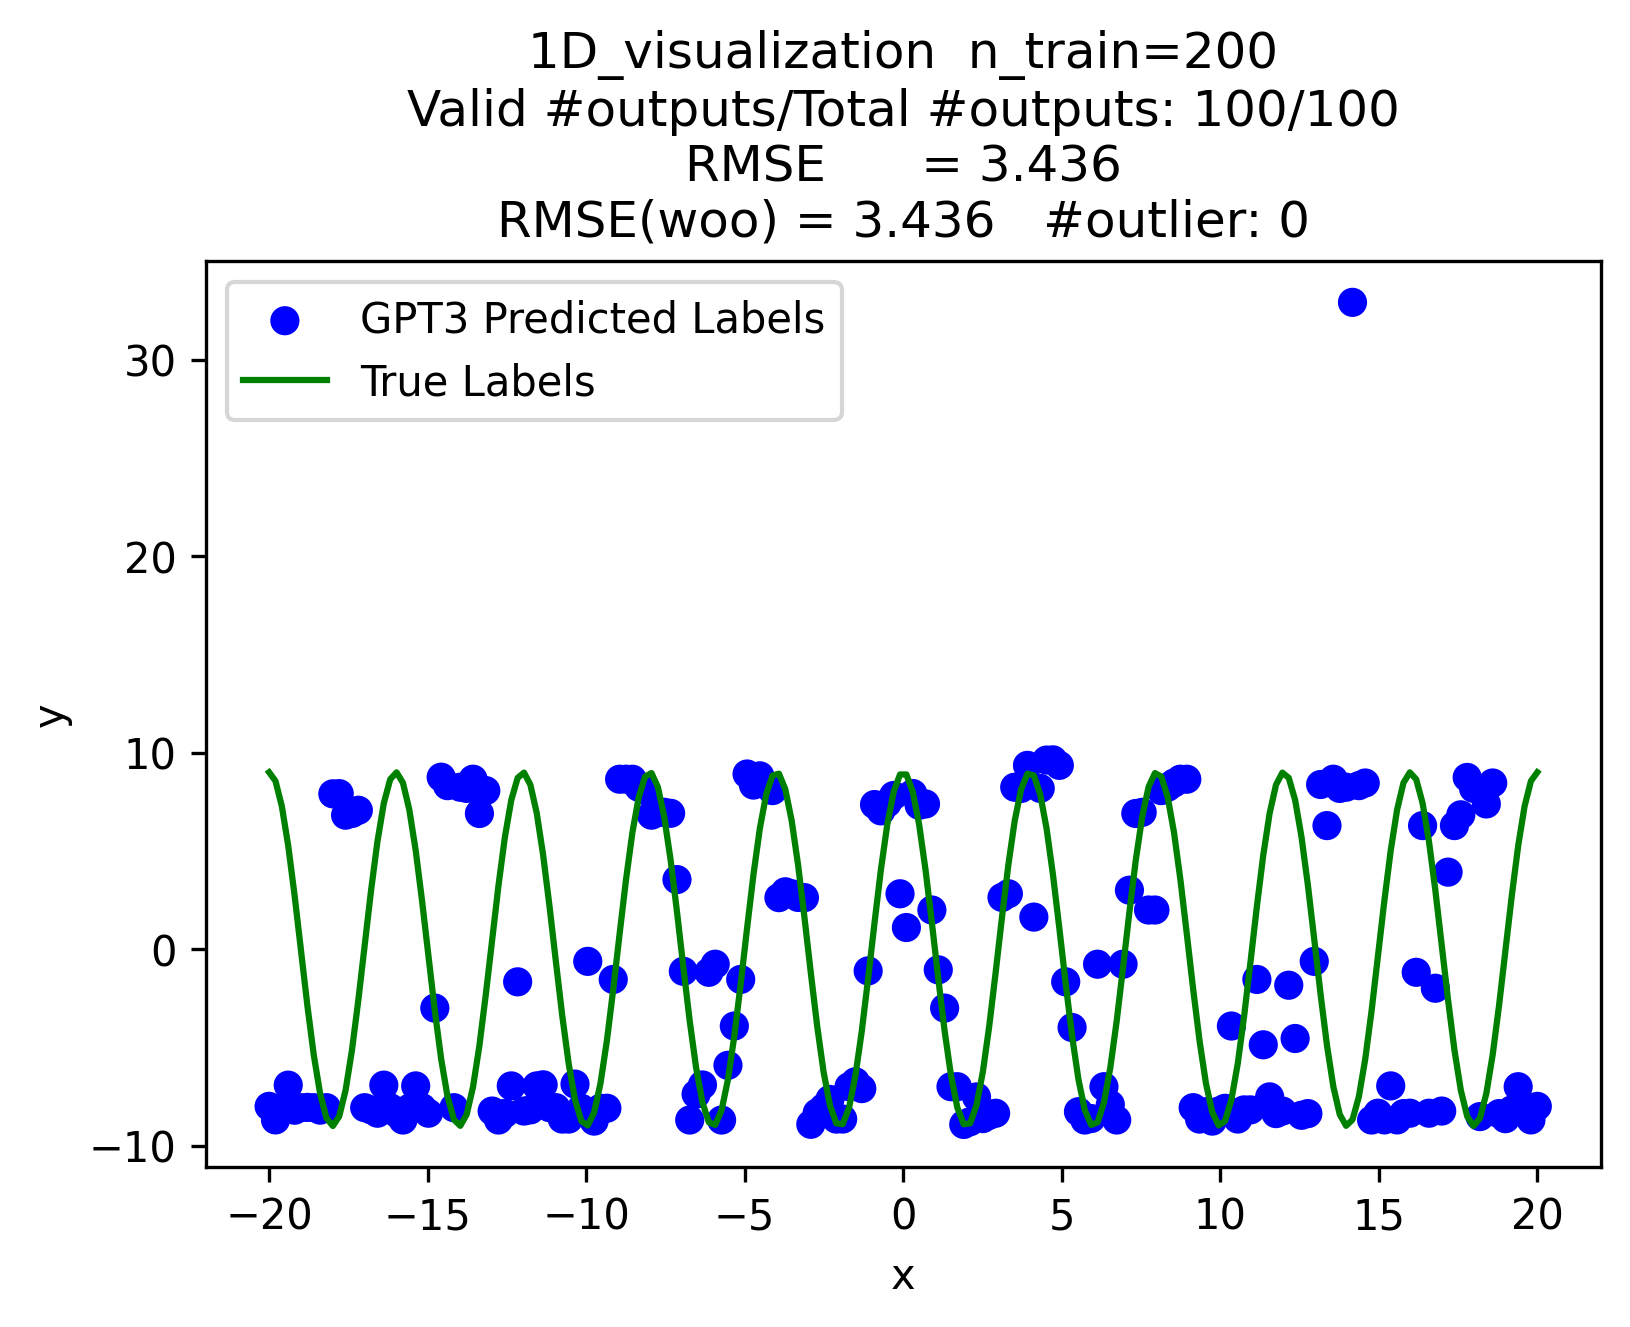 1D_visualization  n_train=200
Valid #outputs/Total #outputs: 100/100
RMSE      = 3.436
RMSE(woo) = 3.436   #outlier: 0
GPT3 Predicted Labels
True Labels
30
20
10
0
−10
y
−20 −15 −10 −5 0 5 10 15 20
x